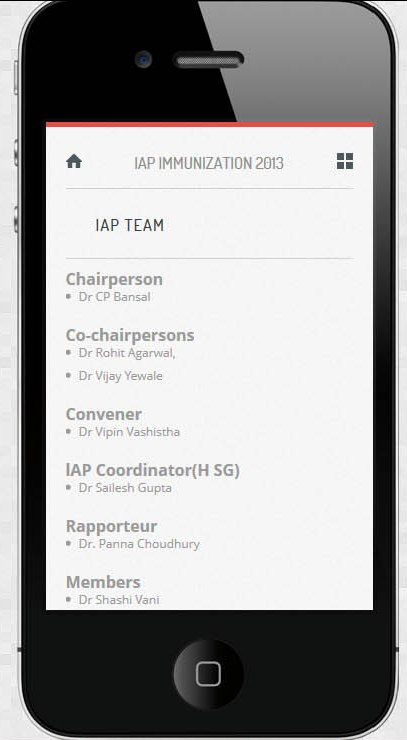 IAP IMMUNIZATION 2013
IAP TEAM
Chairperson
Dr CP Bansal
Co-chairpersons
Dr Rohit Agarwal,
Dr Vijay Yewale
Convener
Dr Vipin Vashistha
lAP Coordinator(H SG)
Dr Sailesh Gupta
Rapporteur
Dr. Panna Choudhury
Members
Dr Shashi Vani